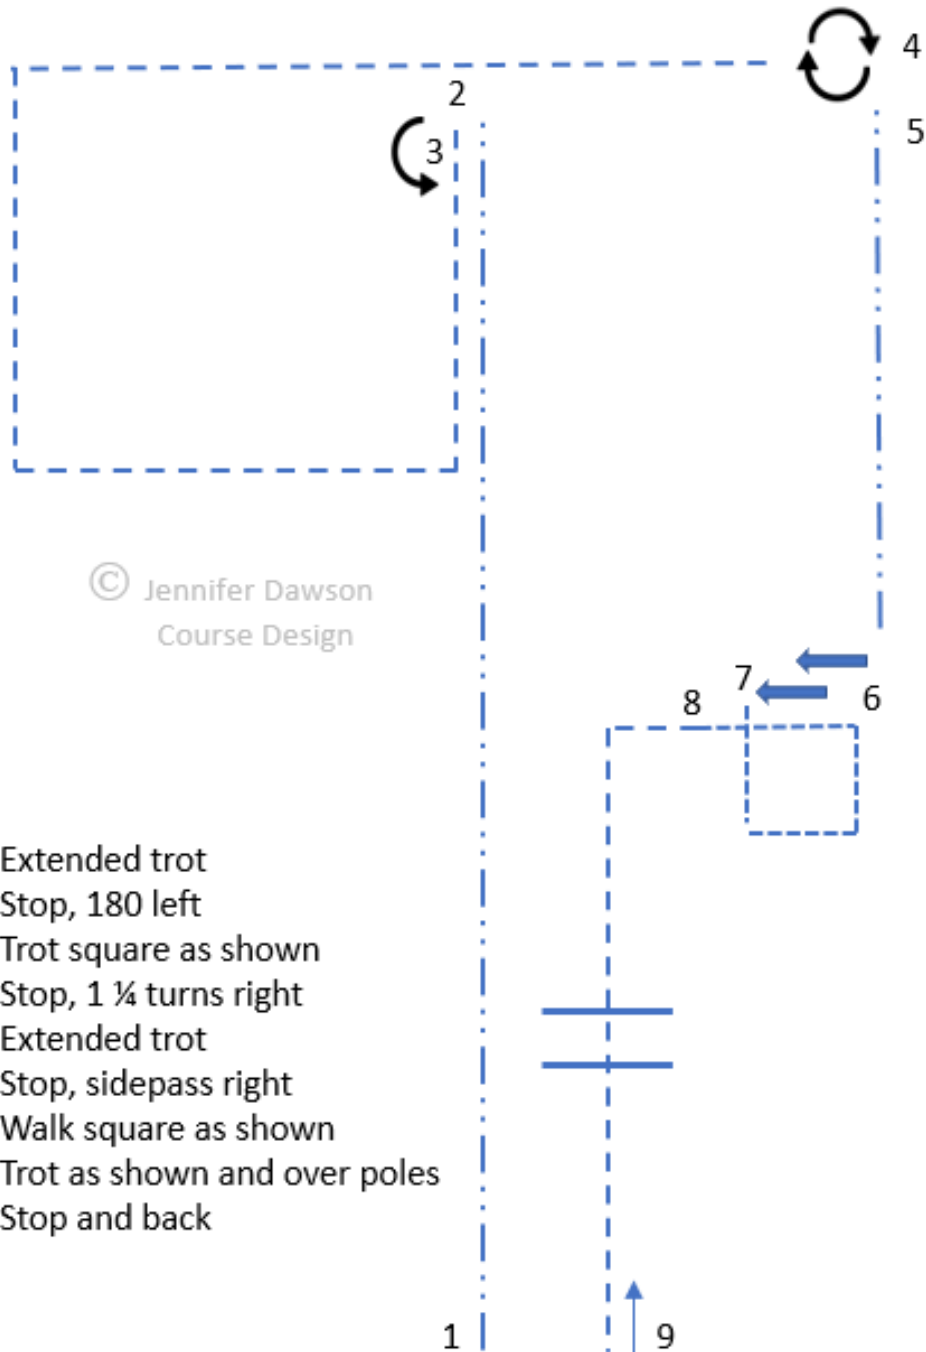 4
2
5
3
© Jennifer Dawson
Course Design
7
8
6
Extended trot
Stop, 180 left
Trot square as shown
Stop, 1 ¼ turns right
Extended trot
Stop, sidepass right
Walk square as shown
Trot as shown and over poles
Stop and back
1
9